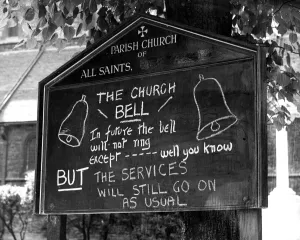 PARISH CHURCH
OF
ALL SAINTS.
THE CHURCH
BELL
In future the bell
will not ring
except ----- well you know
BUT THE SERVICES
WILL STILL GO ON
AS USUAL